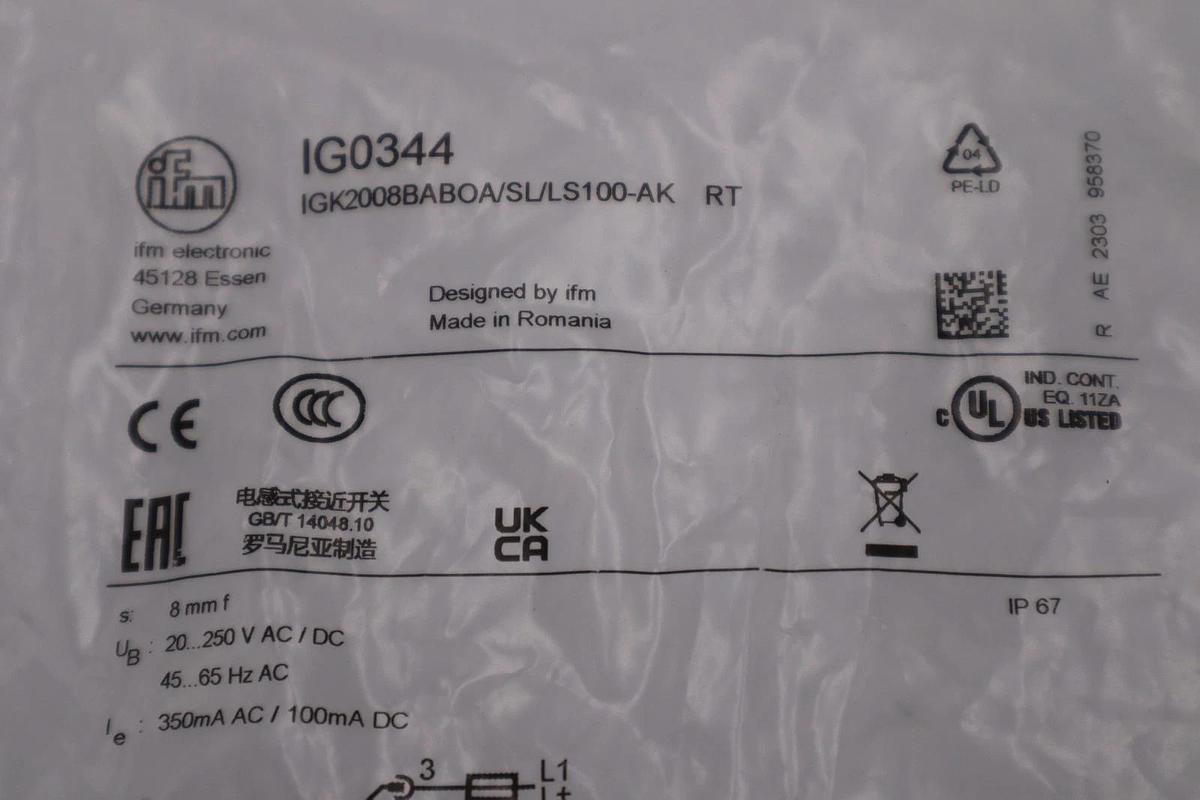 ifm
IG0344
IGK2008BABOA/SL/LS100-AK RT
04
PE-LD
R AE 2303 958370
ifm electronic
45128 Essen
Germany
www.ifm.com
Designed by ifm
Made in Romania
CE
CCC
C UL US LISTED
IND. CONT.
EQ. 11ZA
EAC
电感式接近开关
GB/T 14048.10
罗马尼亚制造
UK
CA
s: 8 mm f
IP 67
UB : 20...250 V AC / DC
45...65 Hz AC
Ie : 350mA AC / 100mA DC
3
L1
L+